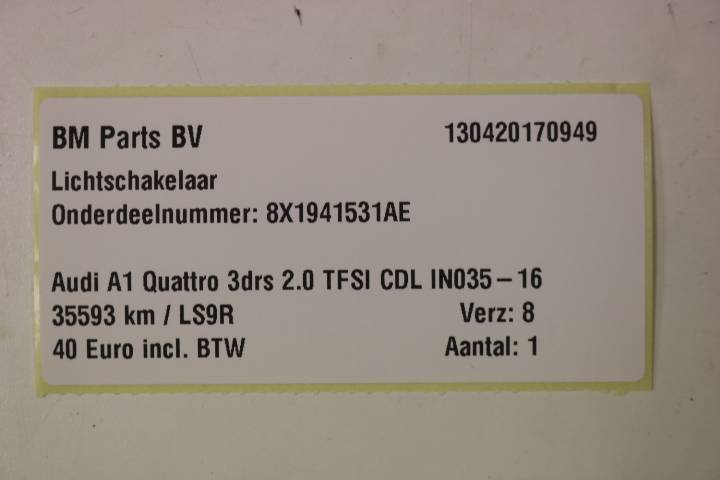 BM Parts BV 130420170949
Lichtschakelaar
Onderdeelnummer: 8X1941531AE
Audi A1 Quattro 3drs 2.0 TFSI CDL IN035-16
35593 km / LS9R Verz: 8
40 Euro incl. BTW Aantal: 1